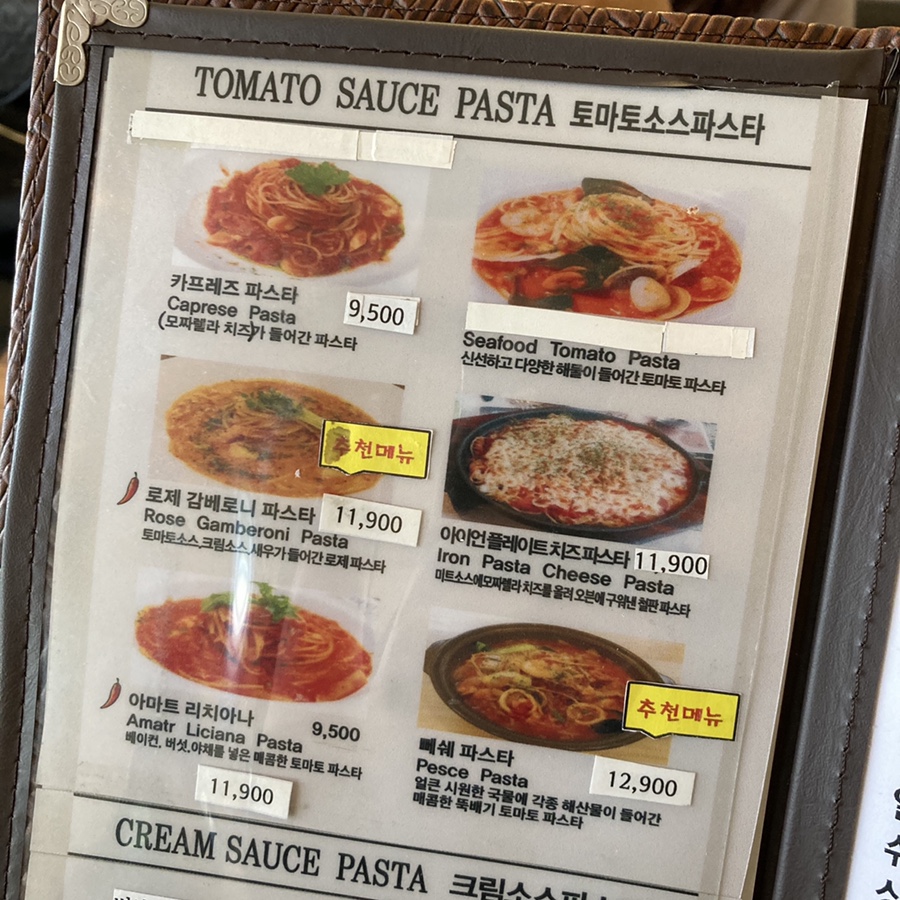 TOMATO SAUCE PASTA 토마토소스파스타
카프레즈 파스타
Caprese Pasta
9,500
(모짜렐라 치즈)가 들어간 파스타
Seafood Tomato Pasta
신선하고 다양한 해물이 들어간 토마토 파스타
추천메뉴
로제 감베로니 파스타 11,900
Rose Gamberoni Pasta
토마토소스,크림소스,새우가 들어간 로제 파스타
아이언플레이트치즈파스타 11,900
Iron Pasta Cheese Pasta
미트소스에모짜렐라 치즈를 올려 오븐에 구워낸 철판 파스타
아마트 리치아나
Amatr Liciana Pasta
9,500
베이컨, 버섯,야채를 넣은 매콤한 토마토 파스타
11,900
추천메뉴
뻬쉐 파스타
Pesce Pasta
12,900
얼큰 시원한 국물에 각종 해산물이 들어간
매콤한 뚝배기 토마토 파스타
CREAM SAUCE PASTA